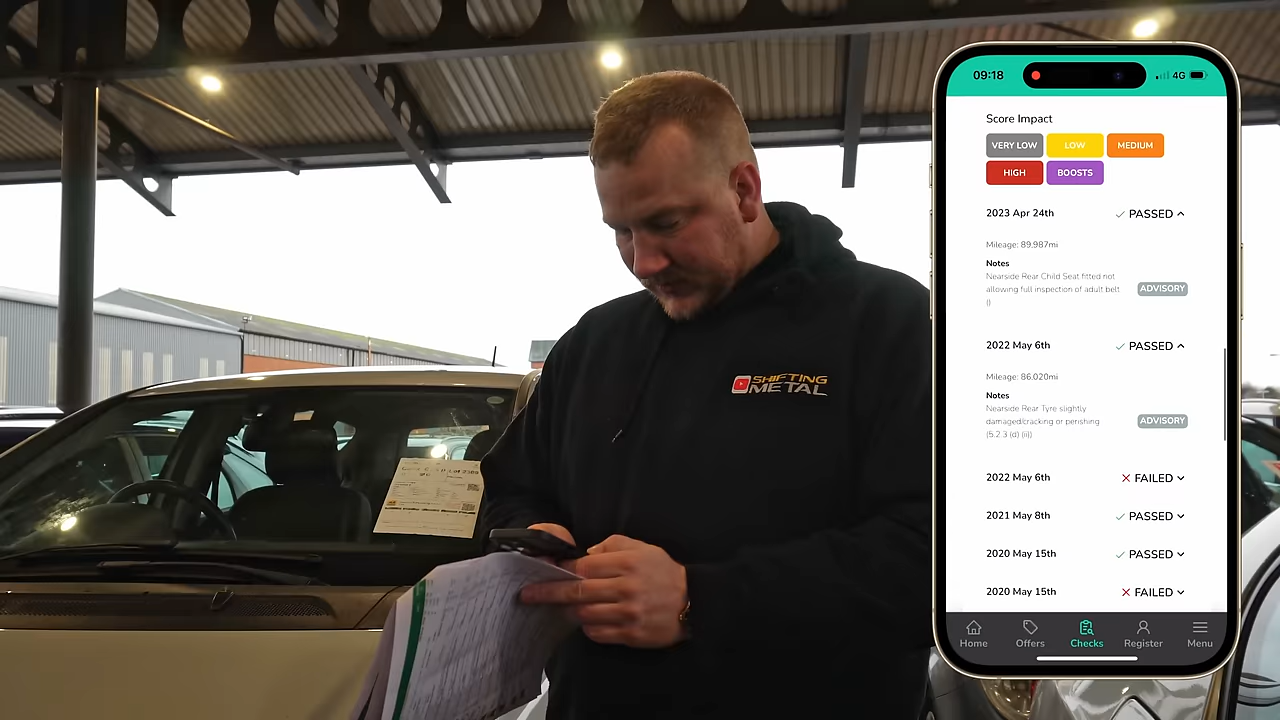 SHIFTING
METAL
09:18
4G
Score Impact
VERY LOW
LOW
MEDIUM
HIGH
BOOSTS
2023 Apr 24th
PASSED
Mileage: 89,987mi
Notes
Nearside Rear Child Seat fitted not
allowing full inspection of adult belt
()
ADVISORY
2022 May 6th
PASSED
Mileage: 86,020mi
Notes
Nearside Rear Tyre slightly
damaged/cracking or perishing
(5.2.3 (d) (ii))
ADVISORY
2022 May 6th
FAILED
2021 May 8th
PASSED
2020 May 15th
PASSED
2020 May 15th
FAILED
Home
Offers
Checks
Register
Menu